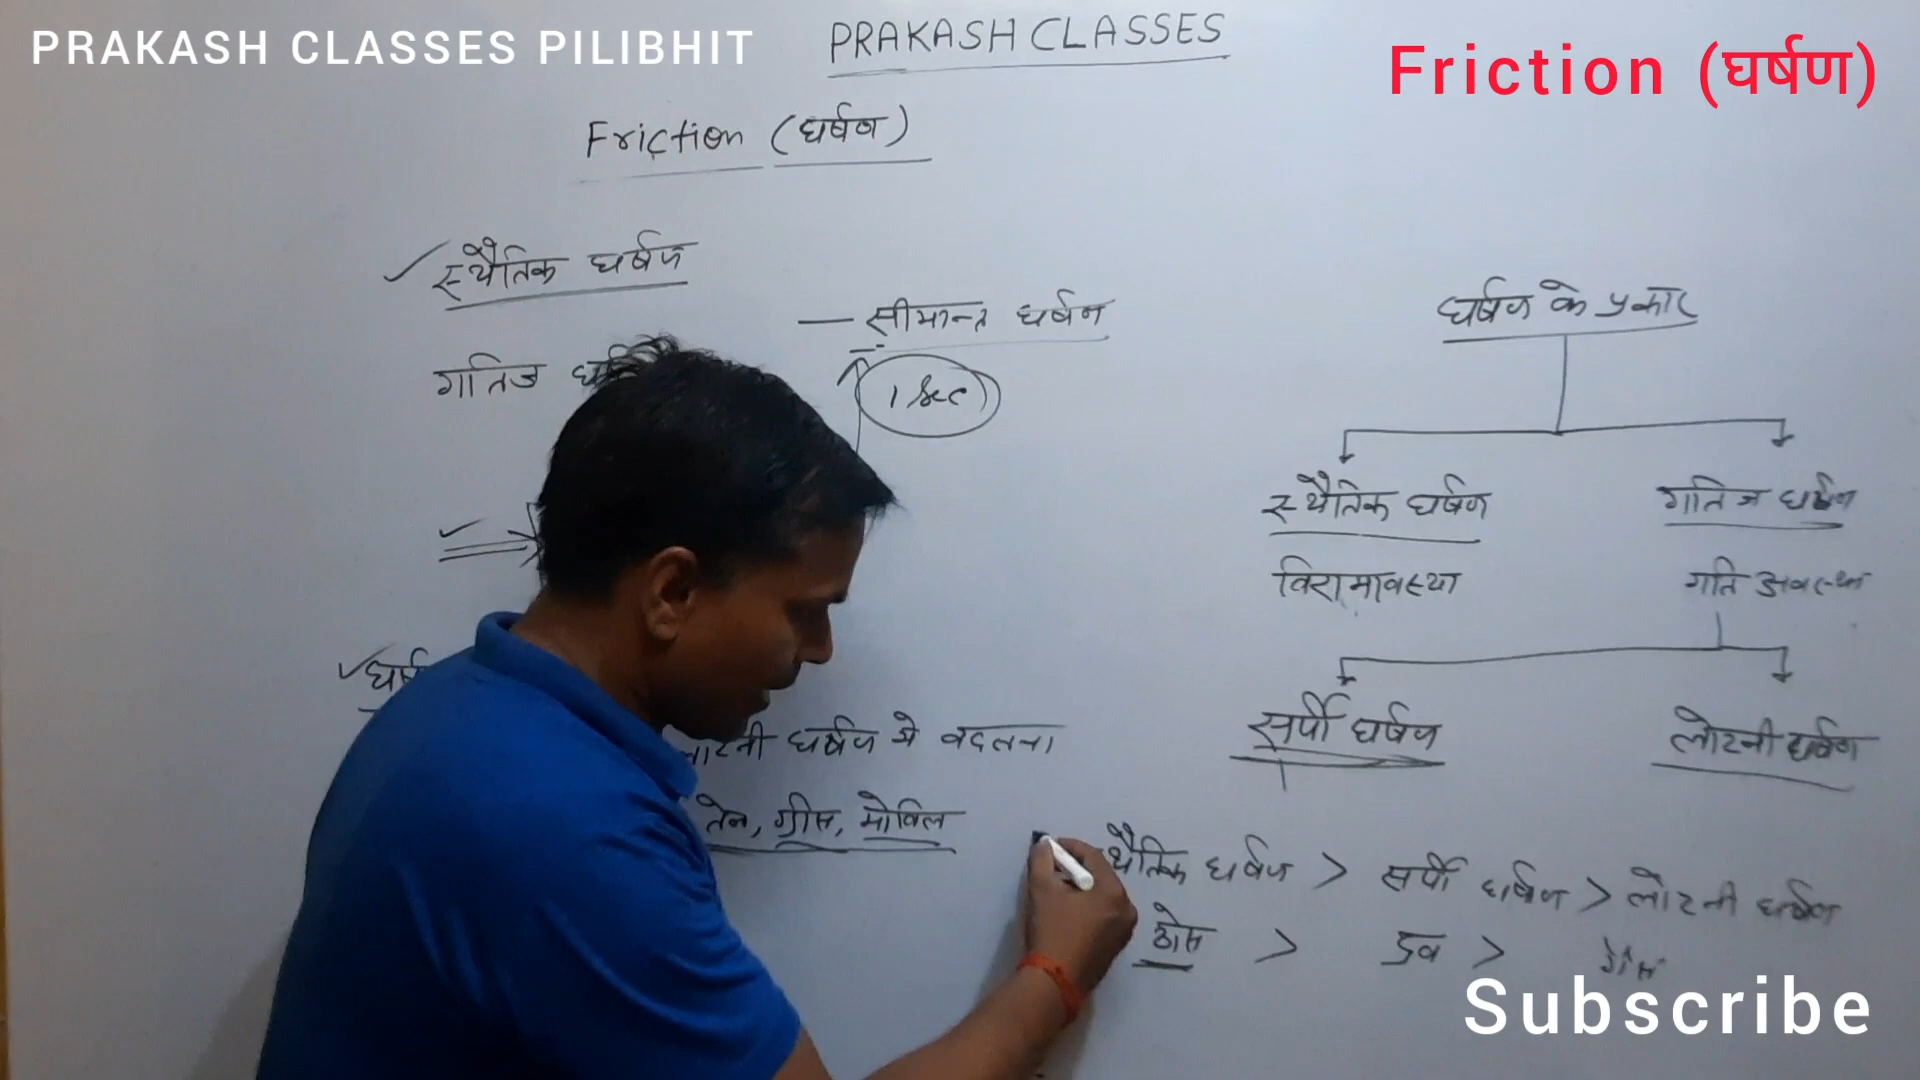 PRAKASH CLASSES PILIBHIT
PRAKASH CLASSES
Friction (घर्षण)
Friction (घर्षण)
स्थैतिक घर्षण
— सीमान्त घर्षण
गतिज
1 Sec
घर्षण के प्रकार
स्थैतिक घर्षण
गतिज घर्षण
विरामावस्था
गति अवस्था
सर्पी घर्षण
लोटनी घर्षण
घर्षण मे बदलना
तेल, ग्रीस, मोविल
घर्षण > सर्पी घर्षण > लोटनी घर्षण
ठोस > द्रव > गैस
Subscribe